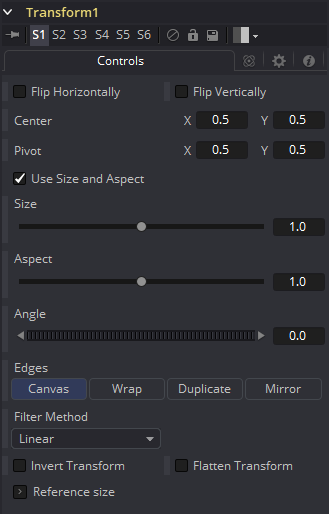 Transform1
S1 S2 S3 S4 S5 S6
Controls
Flip Horizontally Flip Vertically
Center X 0.5 Y 0.5
Pivot X 0.5 Y 0.5
Use Size and Aspect
Size
1.0
Aspect
1.0
Angle
0.0
Edges
Canvas Wrap Duplicate Mirror
Filter Method
Linear
Invert Transform Flatten Transform
Reference size